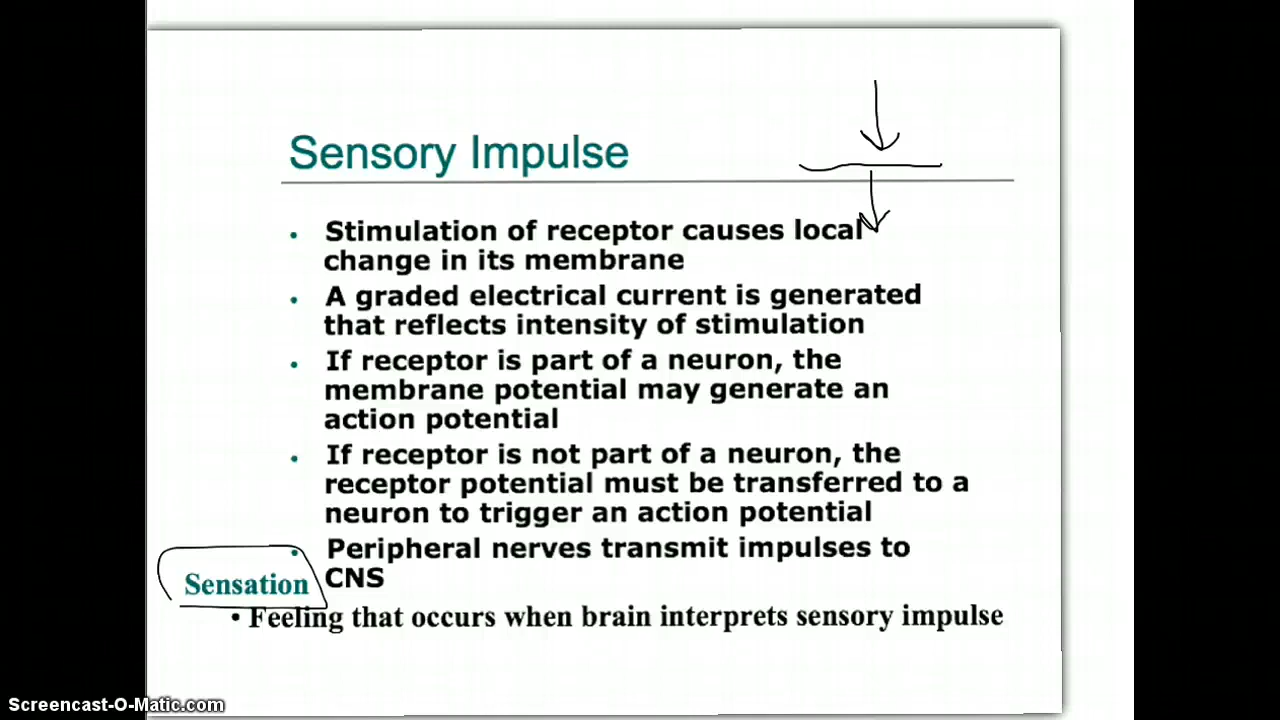 Sensory Impulse
• Stimulation of receptor causes local
change in its membrane
• A graded electrical current is generated
that reflects intensity of stimulation
• If receptor is part of a neuron, the
membrane potential may generate an
action potential
• If receptor is not part of a neuron, the
receptor potential must be transferred to a
neuron to trigger an action potential
• Peripheral nerves transmit impulses to
CNS
Sensation
• Feeling that occurs when brain interprets sensory impulse
Screencast-O-Matic.com